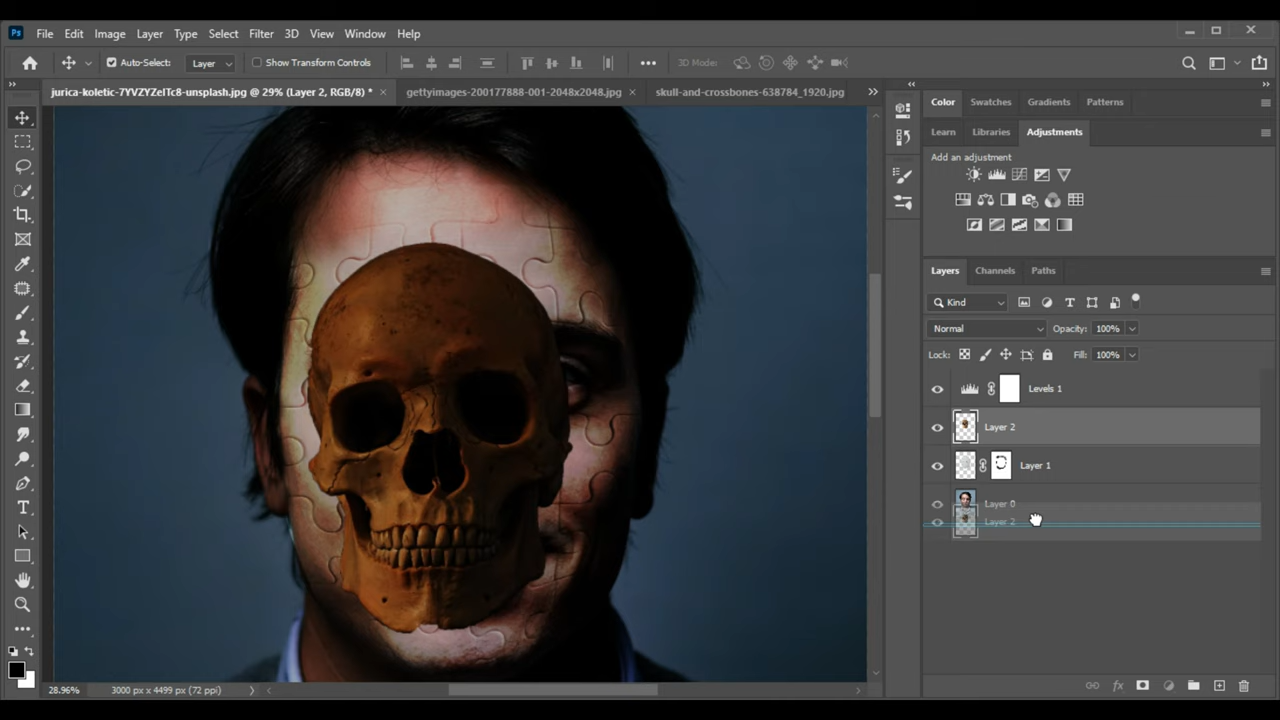 Ps File Edit Image Layer Type Select Filter 3D View Window Help
Auto-Select: Layer Show Transform Controls 3D Mode:
jurica-koletic-7YVZYZeITc8-unsplash.jpg @ 29% (Layer 2, RGB/8) * gettyimages-200177888-001-2048x2048.jpg skull-and-crossbones-638784_1920.jpg
Color Swatches Gradients Patterns
Learn Libraries Adjustments
Add an adjustment
Layers Channels Paths
Kind
Normal Opacity: 100%
Lock: Fill: 100%
Levels 1
Layer 2
Layer 1
Layer 0
Layer 2
28.96% 3000 px x 4499 px (72 ppi)